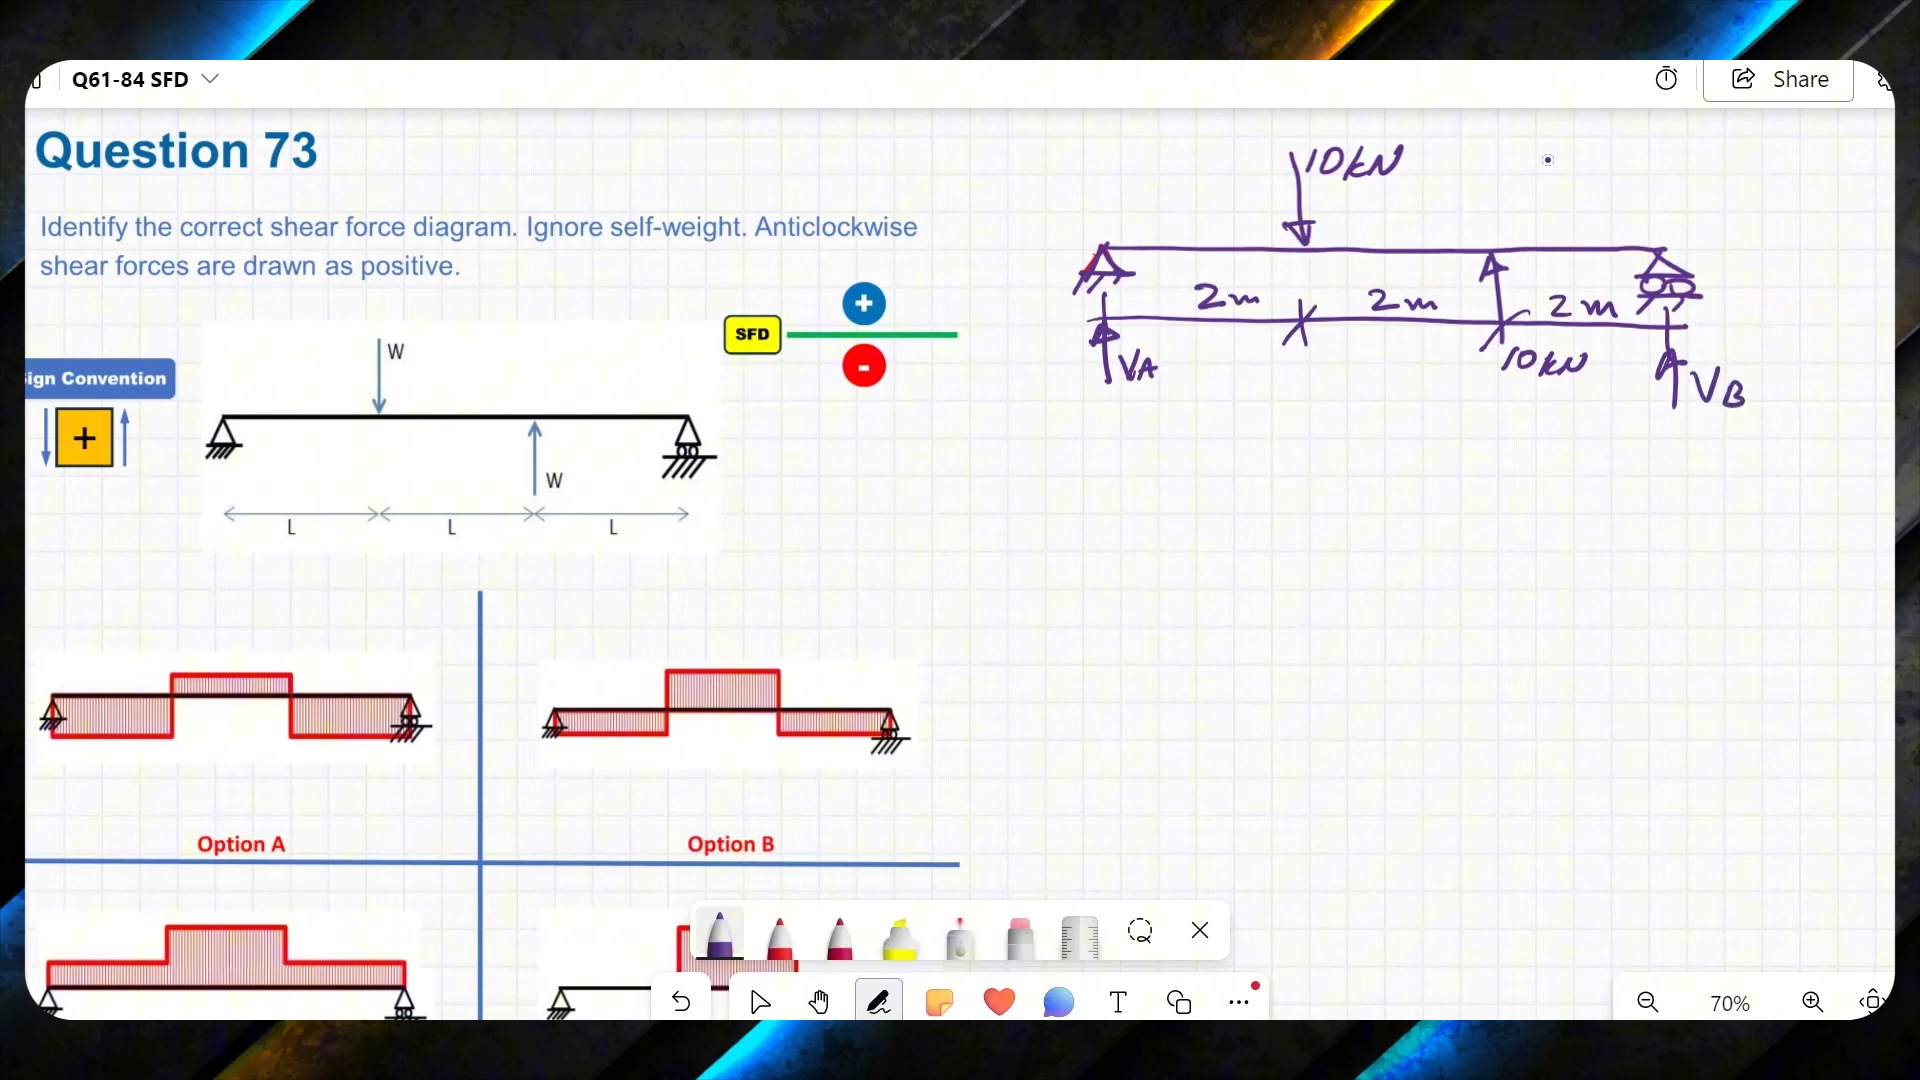 Q61-84 SFD
Share
Question 73
Identify the correct shear force diagram. Ignore self-weight. Anticlockwise
shear forces are drawn as positive.
ign Convention
+
W
W
L
L
L
SFD
+
-
10kN
2m
2m
2m
10kN
VA
VB
Option A
Option B
T
70%